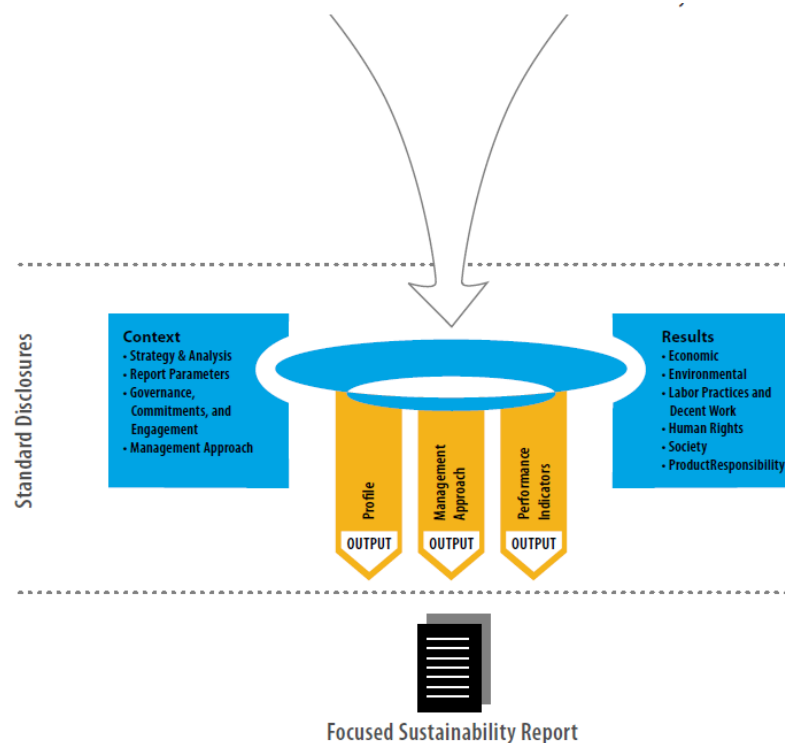 Standard Disclosures
Context
• Strategy & Analysis
• Report Parameters
• Governance,
Commitments, and
Engagement
• Management Approach
Results
• Economic
• Environmental
• Labor Practices and
Decent Work
• Human Rights
• Society
• ProductResponsibility
Profile
OUTPUT
Management
Approach
OUTPUT
Performance
Indicators
OUTPUT
Focused Sustainability Report